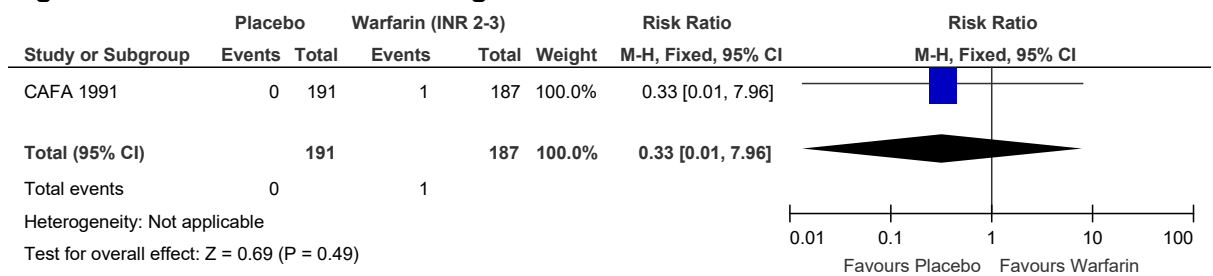 Placebo Warfarin (INR 2-3) Risk Ratio Risk Ratio
Study or Subgroup Events Total Events Total Weight M-H, Fixed, 95% CI M-H, Fixed, 95% CI
CAFA 1991 0 191 1 187 100.0% 0.33 [0.01, 7.96]
Total (95% CI) 191 187 100.0% 0.33 [0.01, 7.96]
Total events 0 1
Heterogeneity: Not applicable
Test for overall effect: Z = 0.69 (P = 0.49)
0.01 0.1 1 10 100
Favours Placebo Favours Warfarin